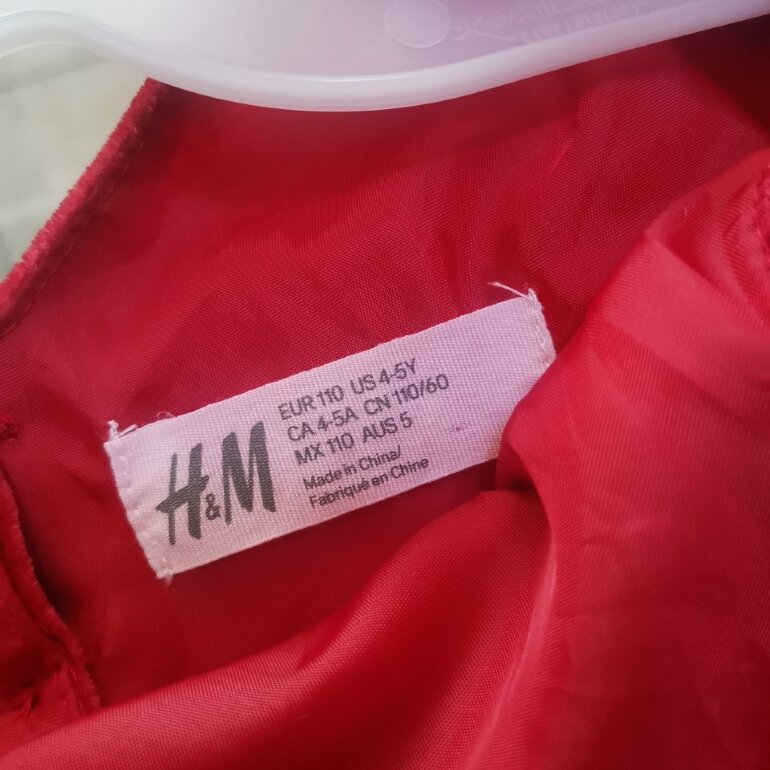 H&M
EUR 110 US 4-5Y
CA 4-5A CN 110/60
MX 110 AUS 5
Made in China/
Fabriqué en Chine